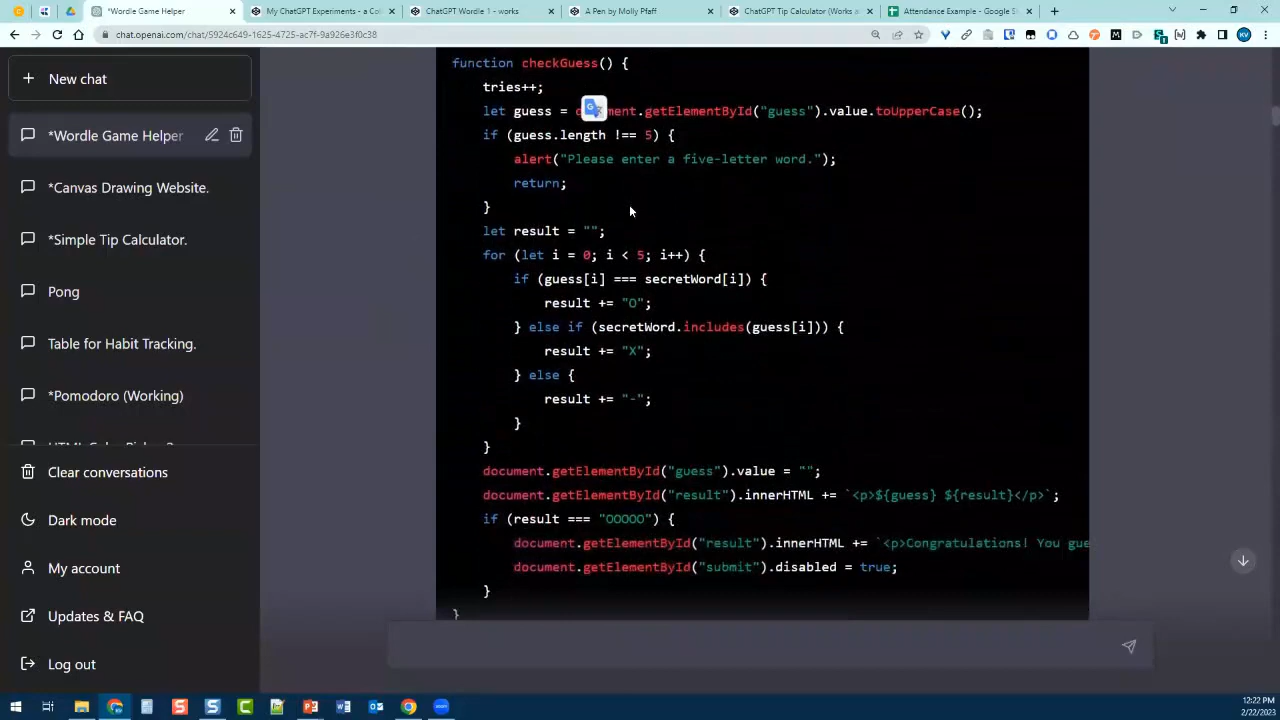 *Wordle Game Helper
My ChatGPT Experiments - a Col
ChatGPT Wordle 1 - works
A Pen by Molly Pfaff
ChatGPT Tip Calculator (Works a
Attendance Example - Google Sh
chat.openai.com/chat/5924c649-1625-4725-ac7f-9a926e3f0c38
New chat
*Wordle Game Helper
*Canvas Drawing Website.
*Simple Tip Calculator.
Pong
Table for Habit Tracking.
*Pomodoro (Working)
Clear conversations
Dark mode
My account
Updates & FAQ
Log out
function checkGuess() {
tries++;
let guess = ment.getElementById("guess").value.toUpperCase();
if (guess.length !== 5) {
alert("Please enter a five-letter word.");
return;
}
let result = "";
for (let i = 0; i < 5; i++) {
if (guess[i] === secretWord[i]) {
result += "O";
} else if (secretWord.includes(guess[i])) {
result += "X";
} else {
result += "-";
}
}
document.getElementById("guess").value = "";
document.getElementById("result").innerHTML += `<p>${guess} ${result}</p>`;
if (result === "OOOOO") {
document.getElementById("result").innerHTML += `<p>Congratulations! You gue
document.getElementById("submit").disabled = true;
}
}
12:22 PM
2/22/2023